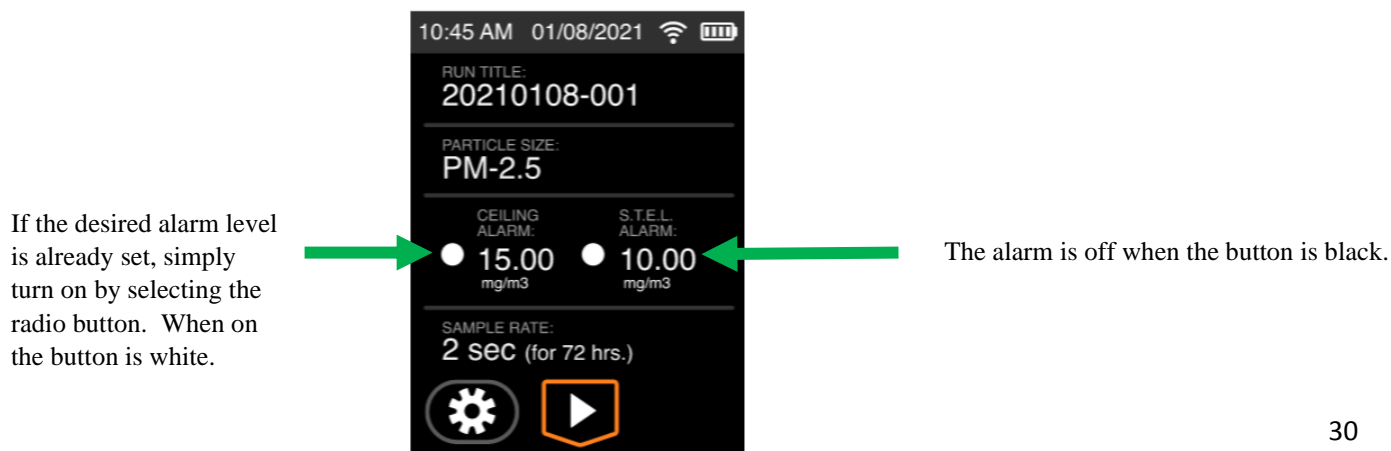 10:45 AM 01/08/2021
RUN TITLE:
20210108-001
PARTICLE SIZE:
PM-2.5
If the desired alarm level
is already set, simply
turn on by selecting the
radio button. When on
the button is white.
CEILING
ALARM:
15.00
mg/m3
S.T.E.L.
ALARM:
10.00
mg/m3
The alarm is off when the button is black.
SAMPLE RATE:
2 sec (for 72 hrs.)
30